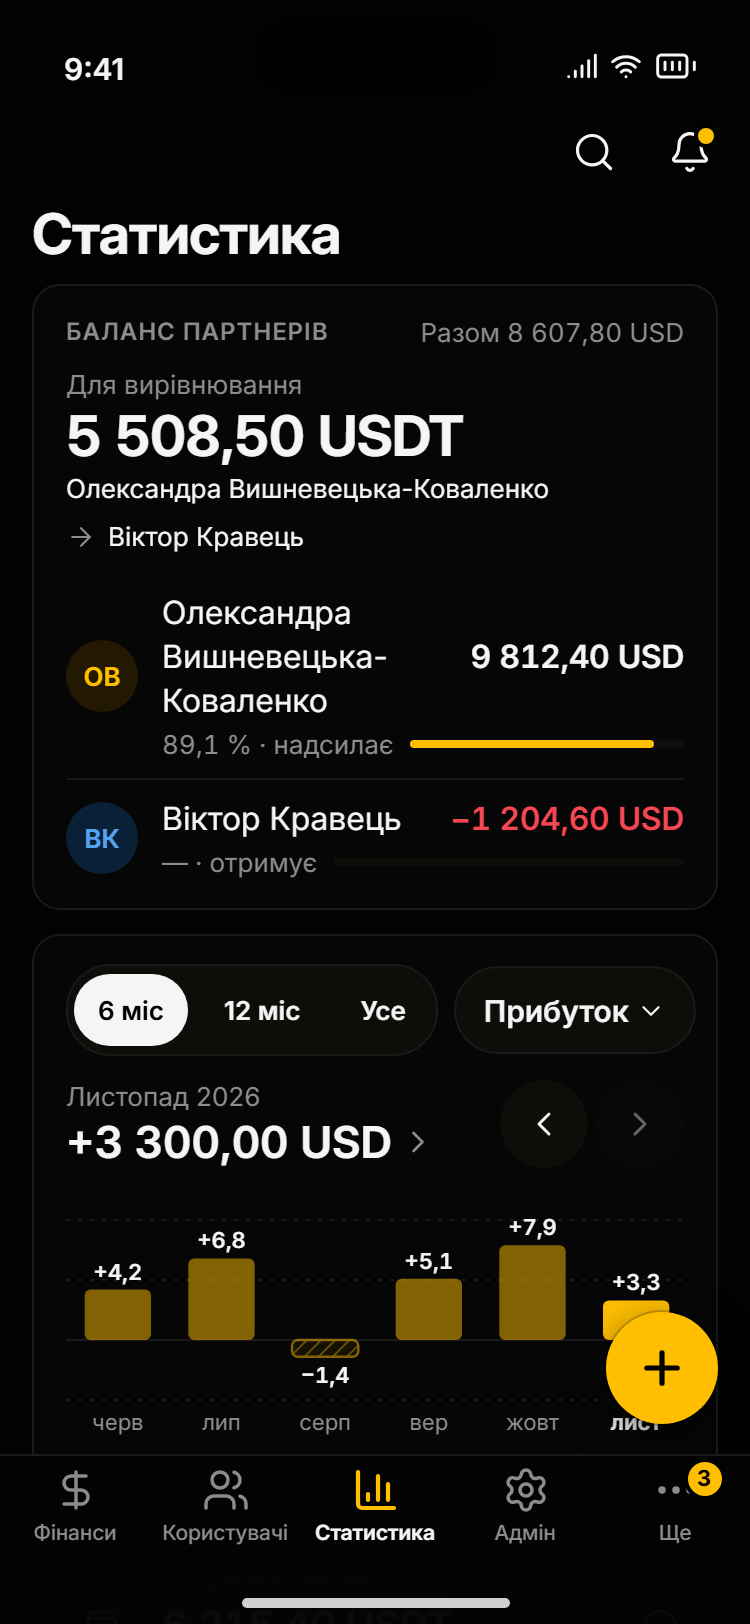 9:41
Статистика
БАЛАНС ПАРТНЕРІВ
Разом 8 607,80 USD
Для вирівнювання
5 508,50 USDT
Олександра Вишневецька-Коваленко
→ Віктор Кравець
ОВ
Олександра
Вишневецька-
Коваленко
9 812,40 USD
89,1 % · надсилає
ВК
Віктор Кравець
−1 204,60 USD
— · отримує
6 міс
12 міс
Усе
Прибуток
Листопад 2026
+3 300,00 USD
+4,2
+6,8
−1,4
+5,1
+7,9
+3,3
черв
лип
серп
вер
жовт
лист
Фінанси
Користувачі
Статистика
Адмін
3
Ще